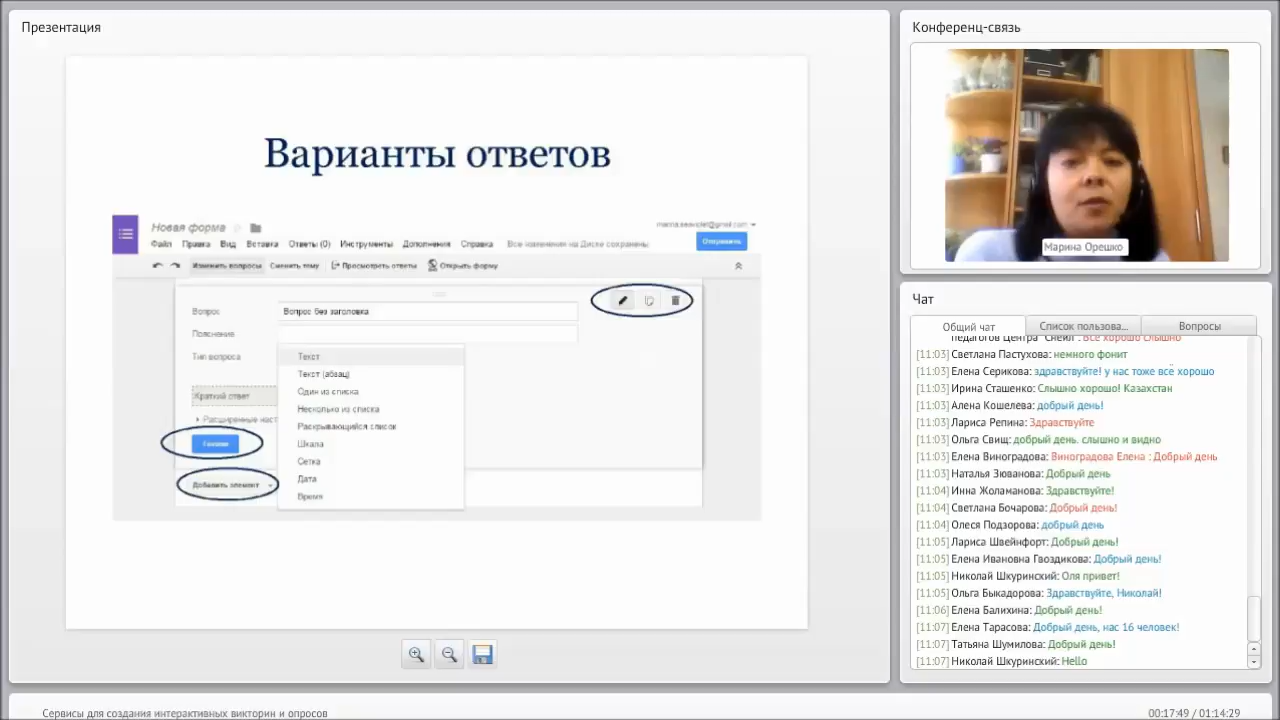 Презентация
Варианты ответов
Новая форма
Файл Правка Вид Вставка Ответы (0) Инструменты Дополнения Справка Все изменения на Диске сохранены
Отправить
Изменить вопросы Сменить тему Просмотреть ответы Открыть форму
Вопрос Вопрос без заголовка
Пояснение
Тип вопроса
Текст
Текст (абзац)
Один из списка
Краткий ответ
Несколько из списка
Расширенные наст
Раскрывающийся список
Готово
Шкала
Сетка
Дата
Добавить элемент
Время
Конференц-связь
Марина Орешко
Чат
Общий чат Список пользова... Вопросы
педагогов Центра "Снейл": Все хорошо слышно
[11:03] Светлана Пастухова: немного фонит
[11:03] Елена Серикова: здравствуйте! у нас тоже всё хорошо
[11:03] Ирина Сташенко: Слышно хорошо! Казахстан
[11:03] Алена Кошелева: добрый день!
[11:03] Лариса Репина: Здравствуйте
[11:03] Ольга Свищ: добрый день. слышно и видно
[11:03] Елена Виноградова: Виноградова Елена : Добрый день
[11:03] Наталья Зюванова: Добрый день
[11:04] Инна Жоламанова: Здравствуйте!
[11:04] Светлана Бочарова: Добрый день!
[11:04] Олеся Подзорова: добрый день
[11:05] Лариса Швейнфорт: Добрый день!
[11:05] Елена Ивановна Гвоздикова: Добрый день!
[11:05] Николай Шкуринский: Оля привет!
[11:05] Ольга Быкадорова: Здравствуйте, Николай!
[11:06] Елена Балихина: Добрый день!
[11:07] Елена Тарасова: Добрый день, нас 16 человек!
[11:07] Татьяна Шумилова: Добрый день!
[11:07] Николай Шкуринский: Hello
Сервисы для создания интерактивных викторин и опросов
00:17:49 / 01:14:29